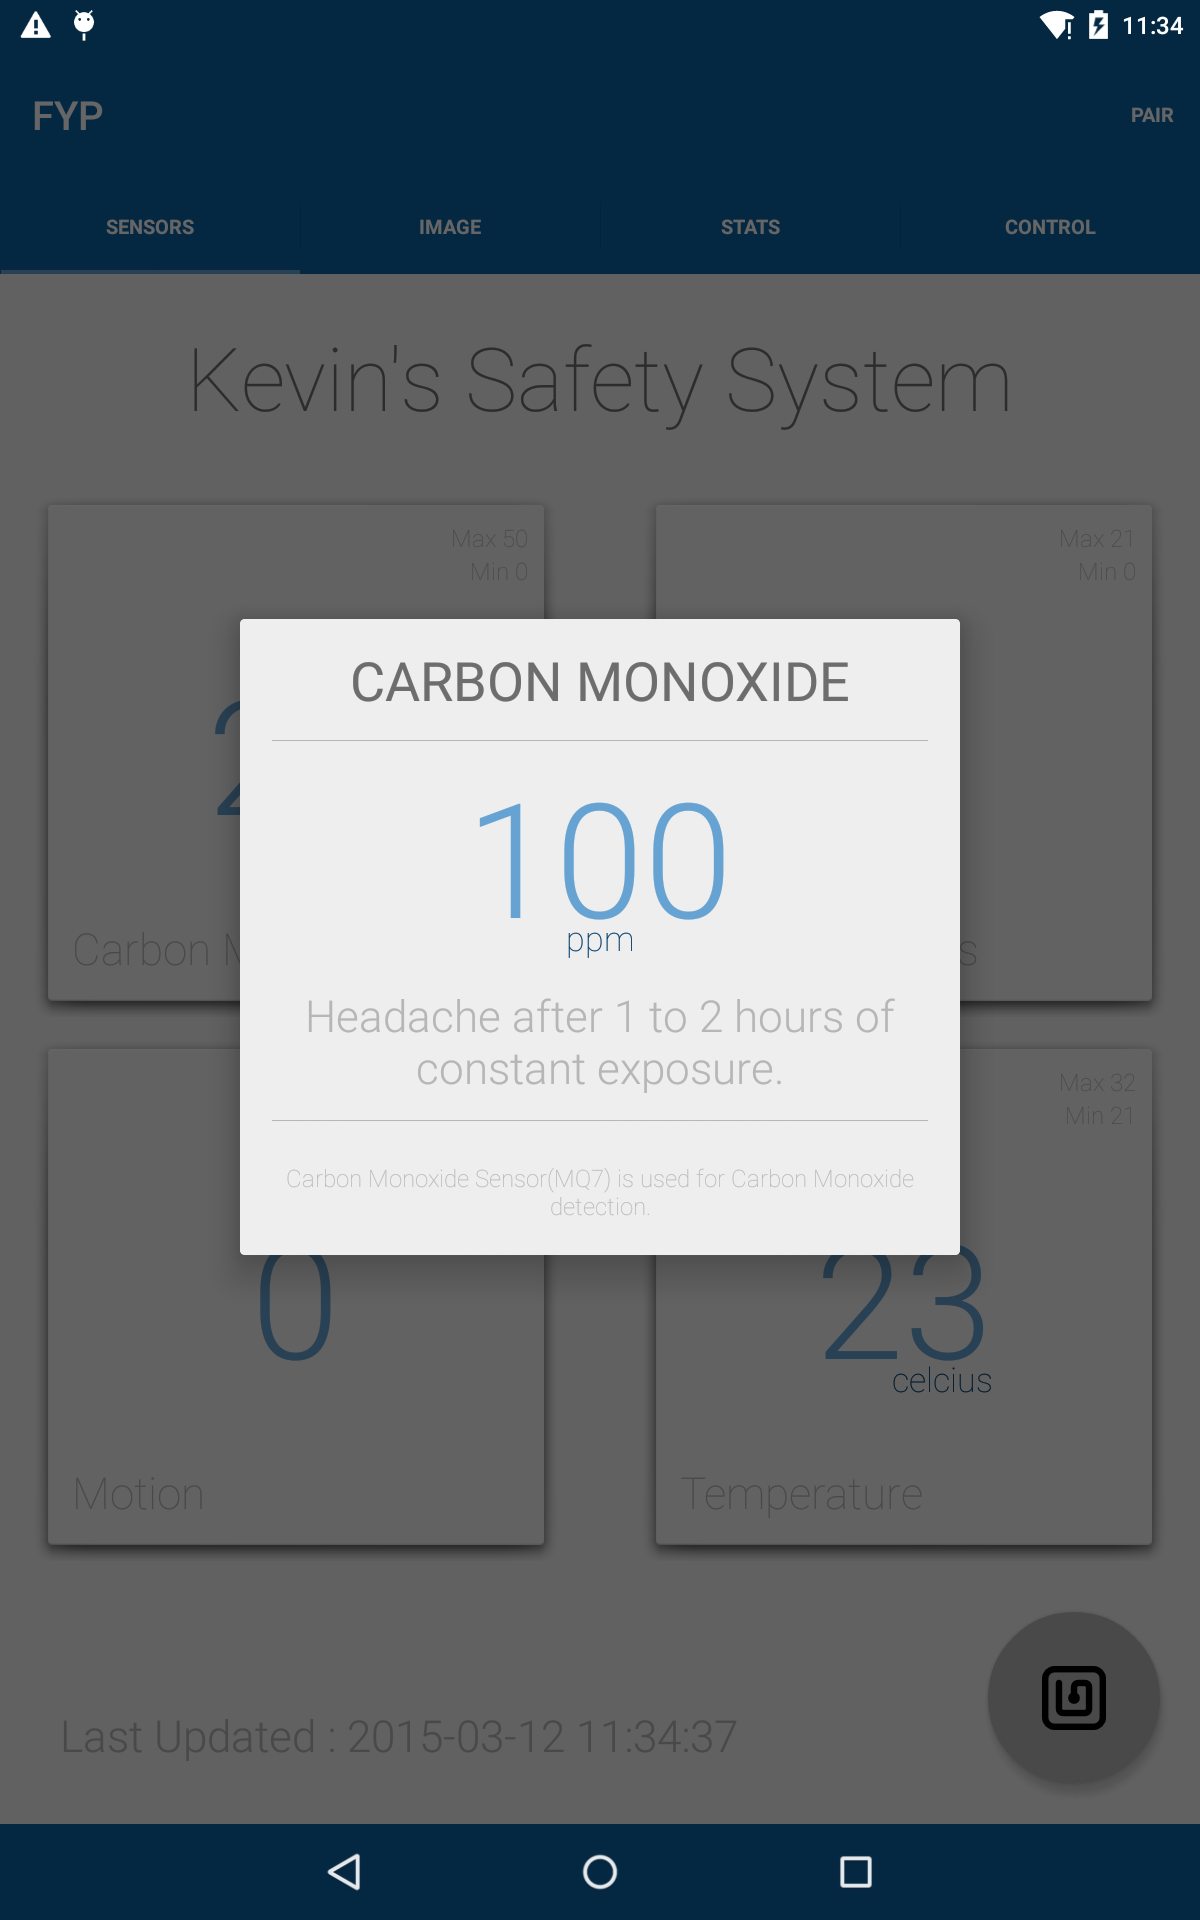 11:34
FYP
PAIR
SENSORS IMAGE STATS CONTROL
Kevin's Safety System
Max 50
Min 0
Max 21
Min 0
2
Carbon
s
CARBON MONOXIDE
100
ppm
Headache after 1 to 2 hours of
constant exposure.
Carbon Monoxide Sensor(MQ7) is used for Carbon Monoxide
detection.
0
Motion
Max 32
Min 21
23
celcius
Temperature
Last Updated : 2015-03-12 11:34:37